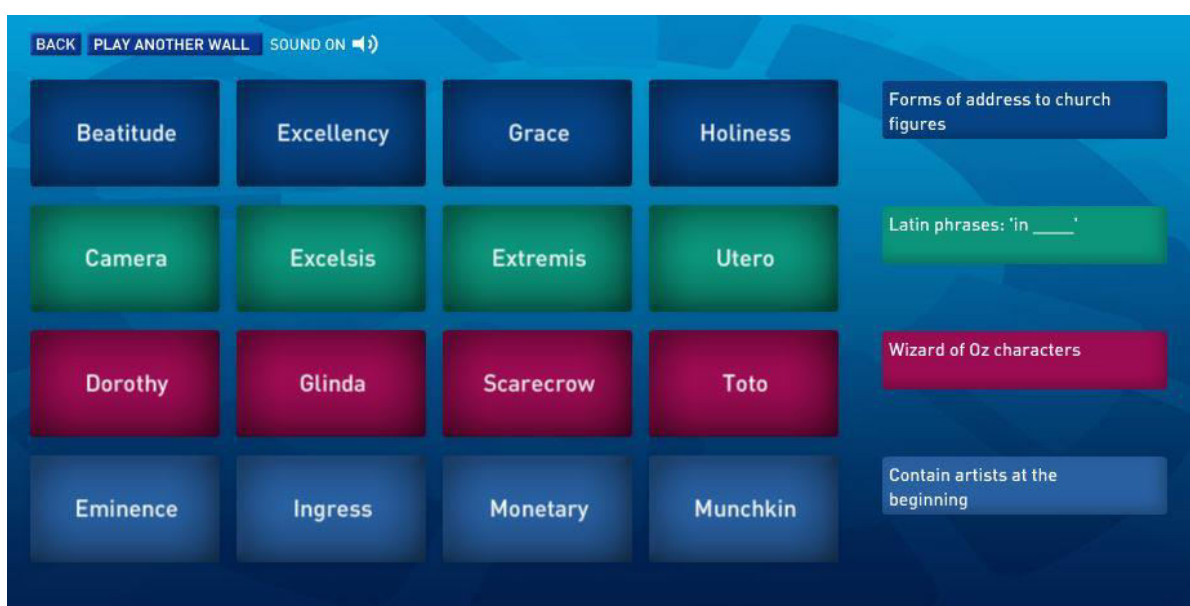 BACK PLAY ANOTHER WALL SOUND ON
Beatitude Excellency Grace Holiness
Forms of address to church
figures
Camera Excelsis Extremis Utero
Latin phrases: 'in ____'
Dorothy Glinda Scarecrow Toto
Wizard of Oz characters
Eminence Ingress Monetary Munchkin
Contain artists at the
beginning